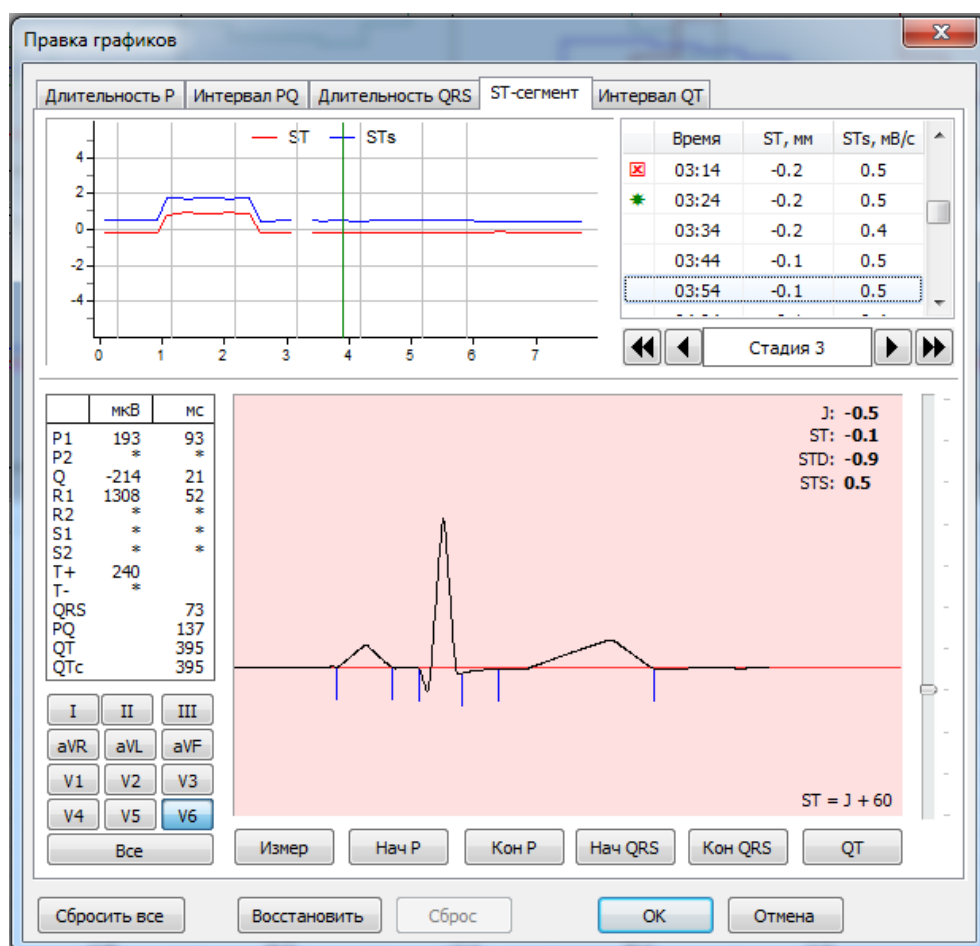 Правка графиков
Длительность P Интервал PQ Длительность QRS ST-сегмент Интервал QT
ST STs
4
2
0
-2
-4
0 1 2 3 4 5 6 7
Время ST, мм STs, мВ/с
03:14 -0.2 0.5
03:24 -0.2 0.5
03:34 -0.2 0.4
03:44 -0.1 0.5
03:54 -0.1 0.5
Стадия 3
мкВ мс
P1 193 93
P2 * *
Q -214 21
R1 1308 52
R2 * *
S1 * *
S2 * *
T+ 240
T- *
QRS 73
PQ 137
QT 395
QTc 395
J: -0.5
ST: -0.1
STD: -0.9
STS: 0.5
ST = J + 60
I II III
aVR aVL aVF
V1 V2 V3
V4 V5 V6
Все
Измер Нач P Кон P Нач QRS Кон QRS QT
Сбросить все Восстановить Сброс ОК Отмена